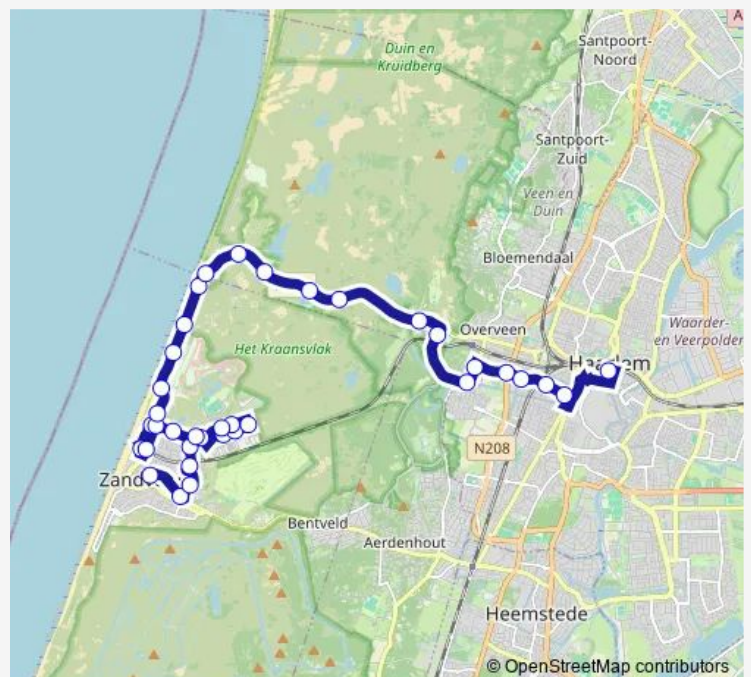 A
Santpoort-
Noord
Duin en
Kruidberg
Santpoort-
Zuid
Veen en
Duin
Bloemendaal
Overveen
Waarder-
en Veerpolder
Het Kraansvlak
Haarlem
N208
Bentveld
Aerdenhout
Heemstede
© OpenStreetMap contributors